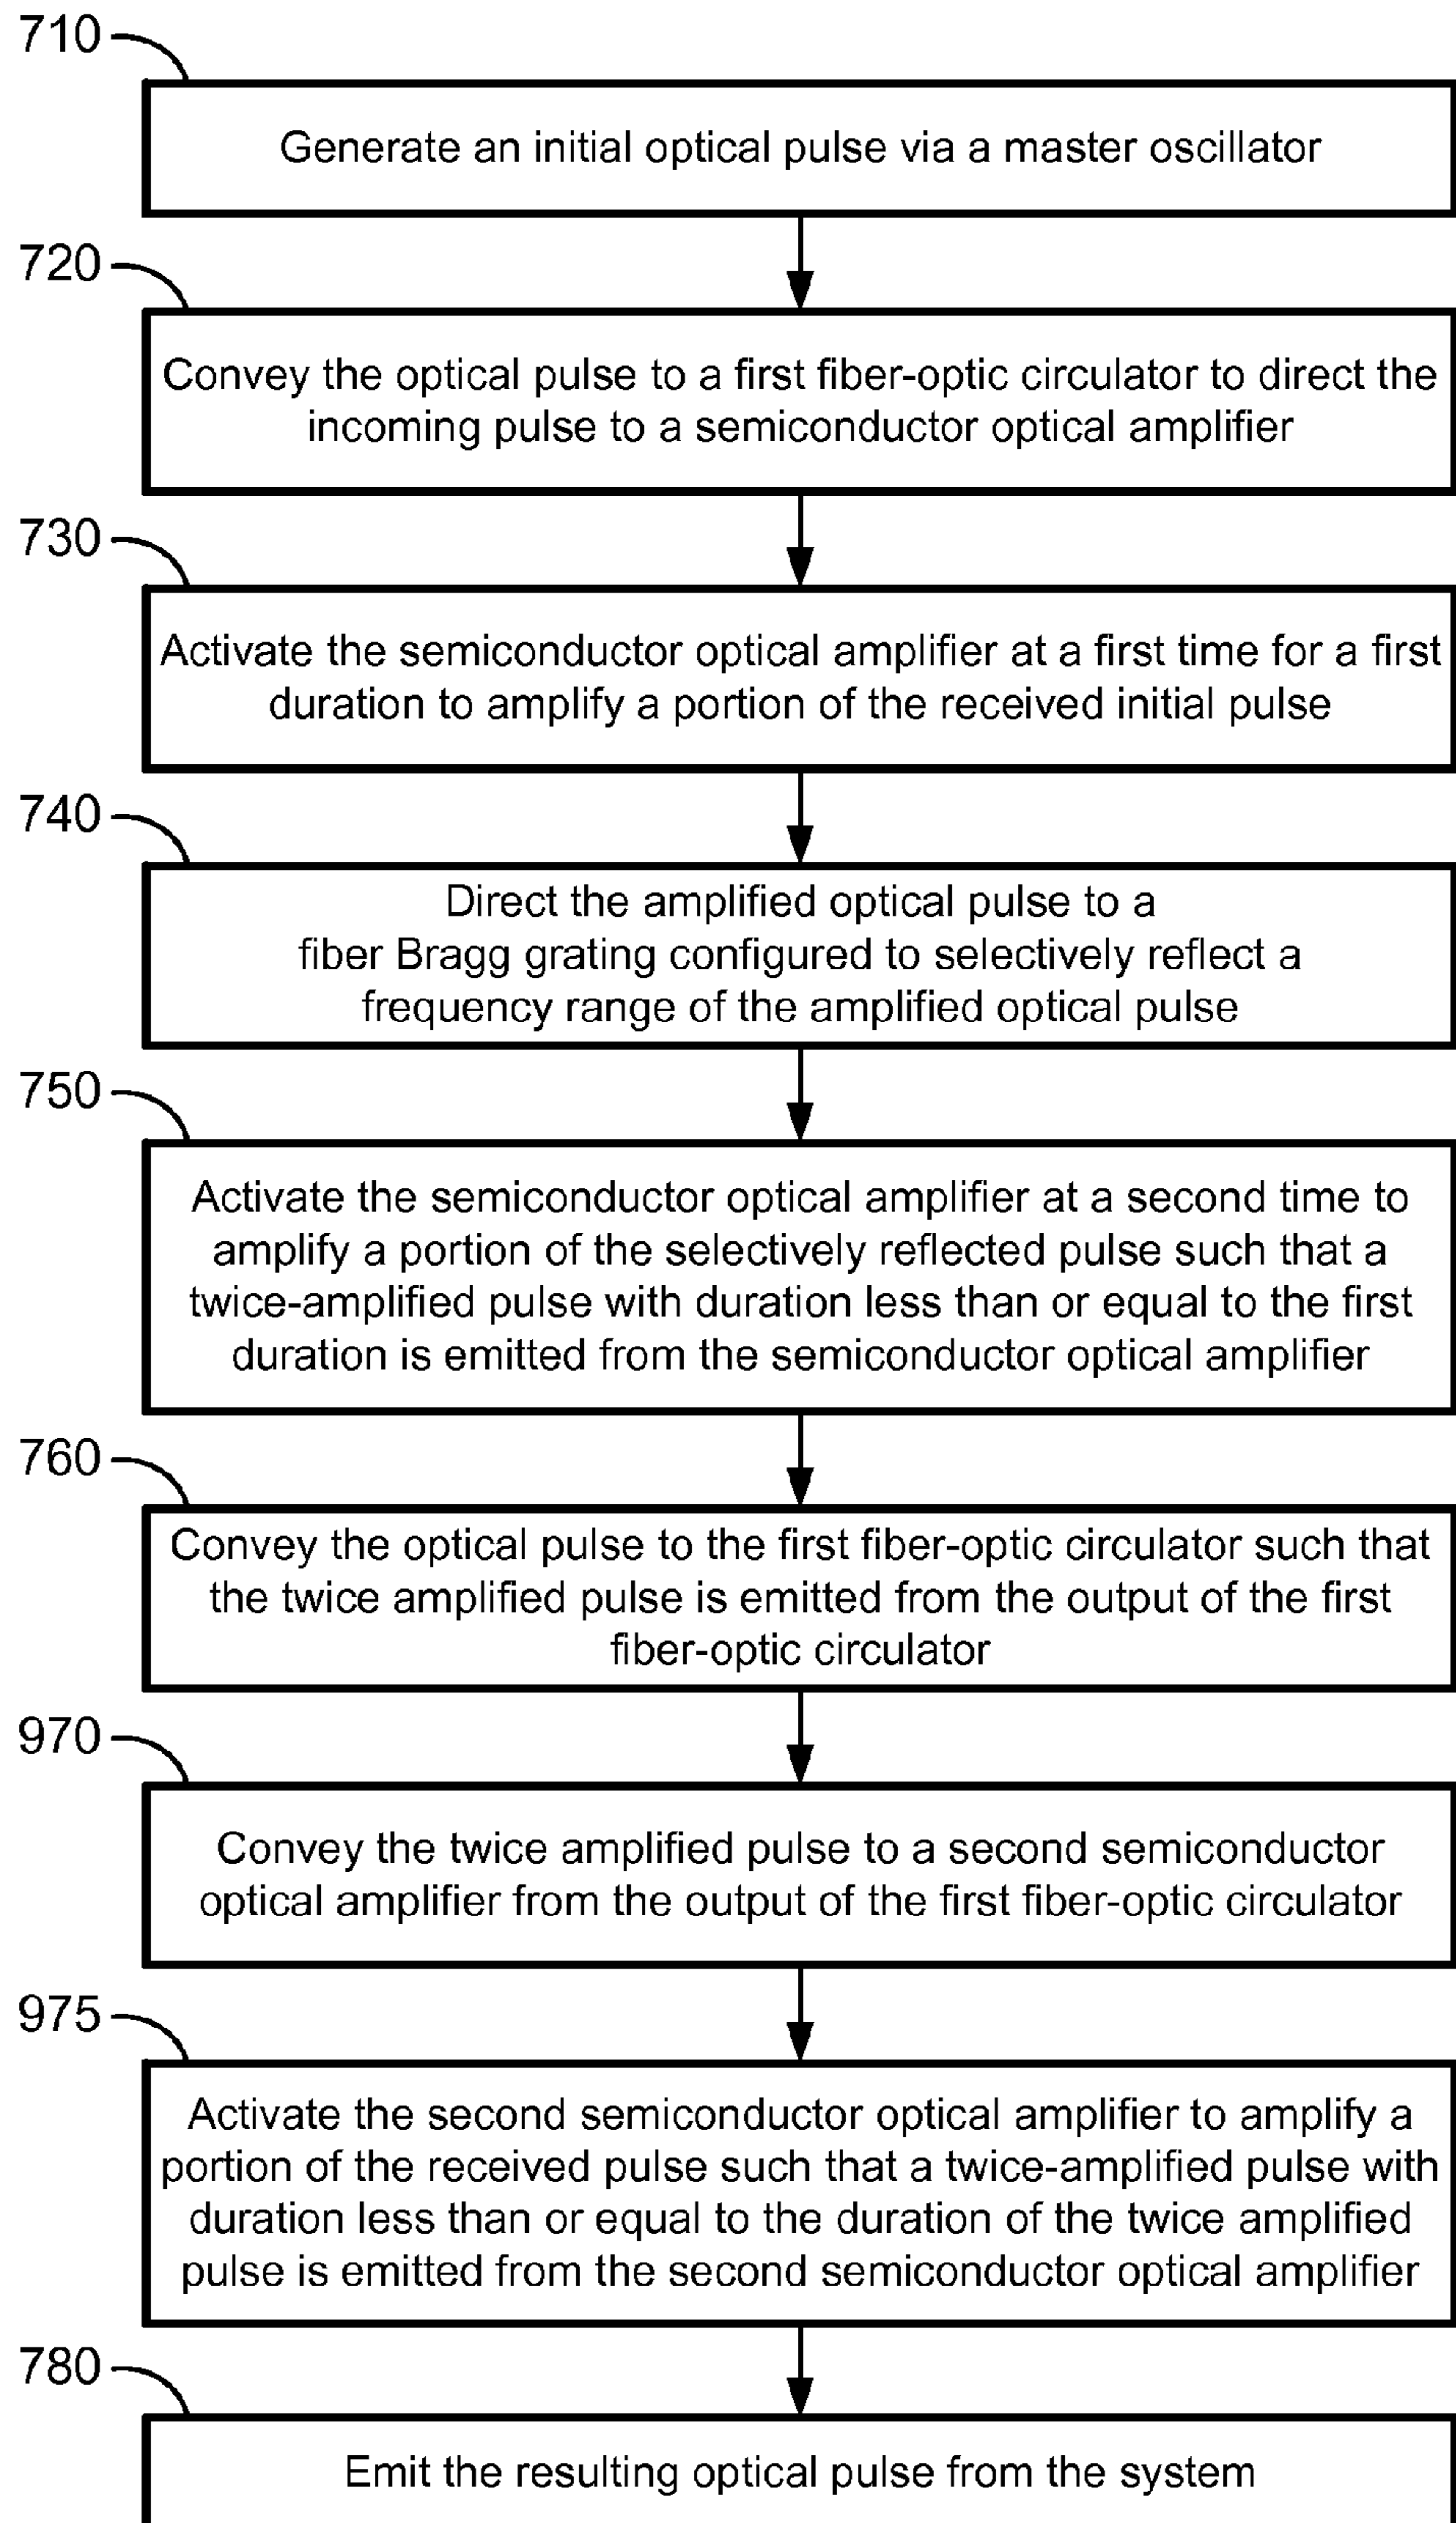 710
Generate an initial optical pulse via a master oscillator
720
Convey the optical pulse to a first fiber-optic circulator to direct the
incoming pulse to a semiconductor optical amplifier
730
Activate the semiconductor optical amplifier at a first time for a first
duration to amplify a portion of the received initial pulse
740
Direct the amplified optical pulse to a
fiber Bragg grating configured to selectively reflect a
frequency range of the amplified optical pulse
750
Activate the semiconductor optical amplifier at a second time to
amplify a portion of the selectively reflected pulse such that a
twice-amplified pulse with duration less than or equal to the first
duration is emitted from the semiconductor optical amplifier
760
Convey the optical pulse to the first fiber-optic circulator such that
the twice amplified pulse is emitted from the output of the first
fiber-optic circulator
970
Convey the twice amplified pulse to a second semiconductor
optical amplifier from the output of the first fiber-optic circulator
975
Activate the second semiconductor optical amplifier to amplify a
portion of the received pulse such that a twice-amplified pulse with
duration less than or equal to the duration of the twice amplified
pulse is emitted from the second semiconductor optical amplifier
780
Emit the resulting optical pulse from the system